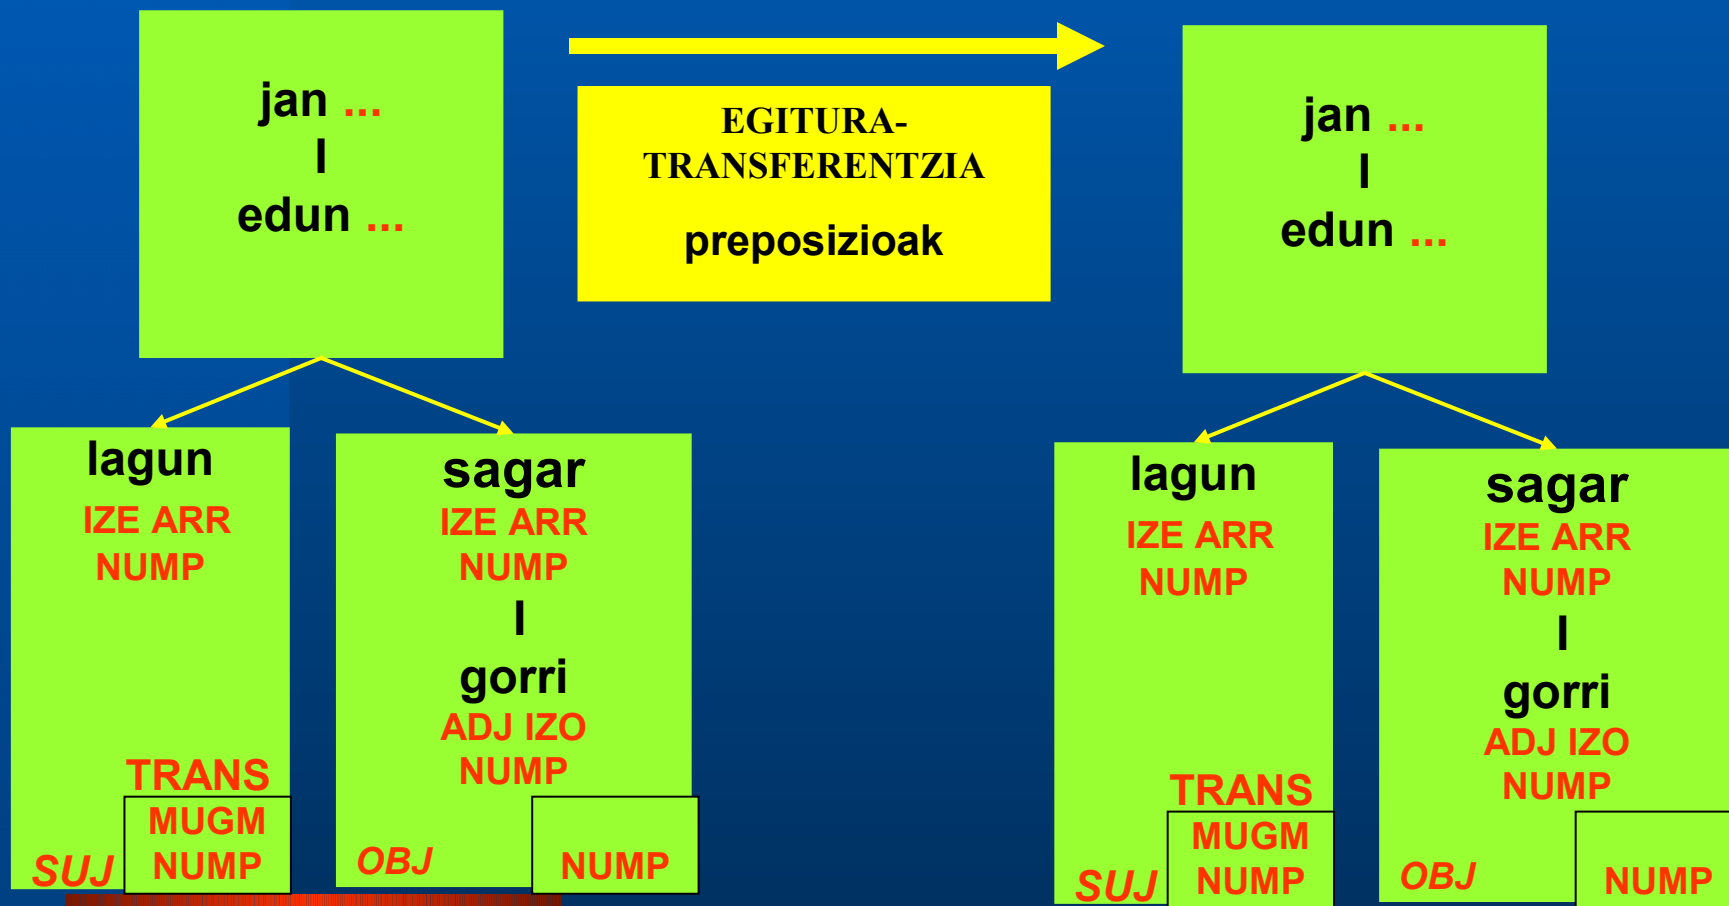 jan ...
I
edun ...
EGITURA-
TRANSFERENTZIA
preposizioak
jan ...
I
edun ...
lagun
IZE ARR
NUMP
TRANS
MUGM
SUJ NUMP
sagar
IZE ARR
NUMP
I
gorri
ADJ IZO
NUMP
OBJ NUMP
lagun
IZE ARR
NUMP
TRANS
MUGM
SUJ NUMP
sagar
IZE ARR
NUMP
I
gorri
ADJ IZO
NUMP
OBJ NUMP